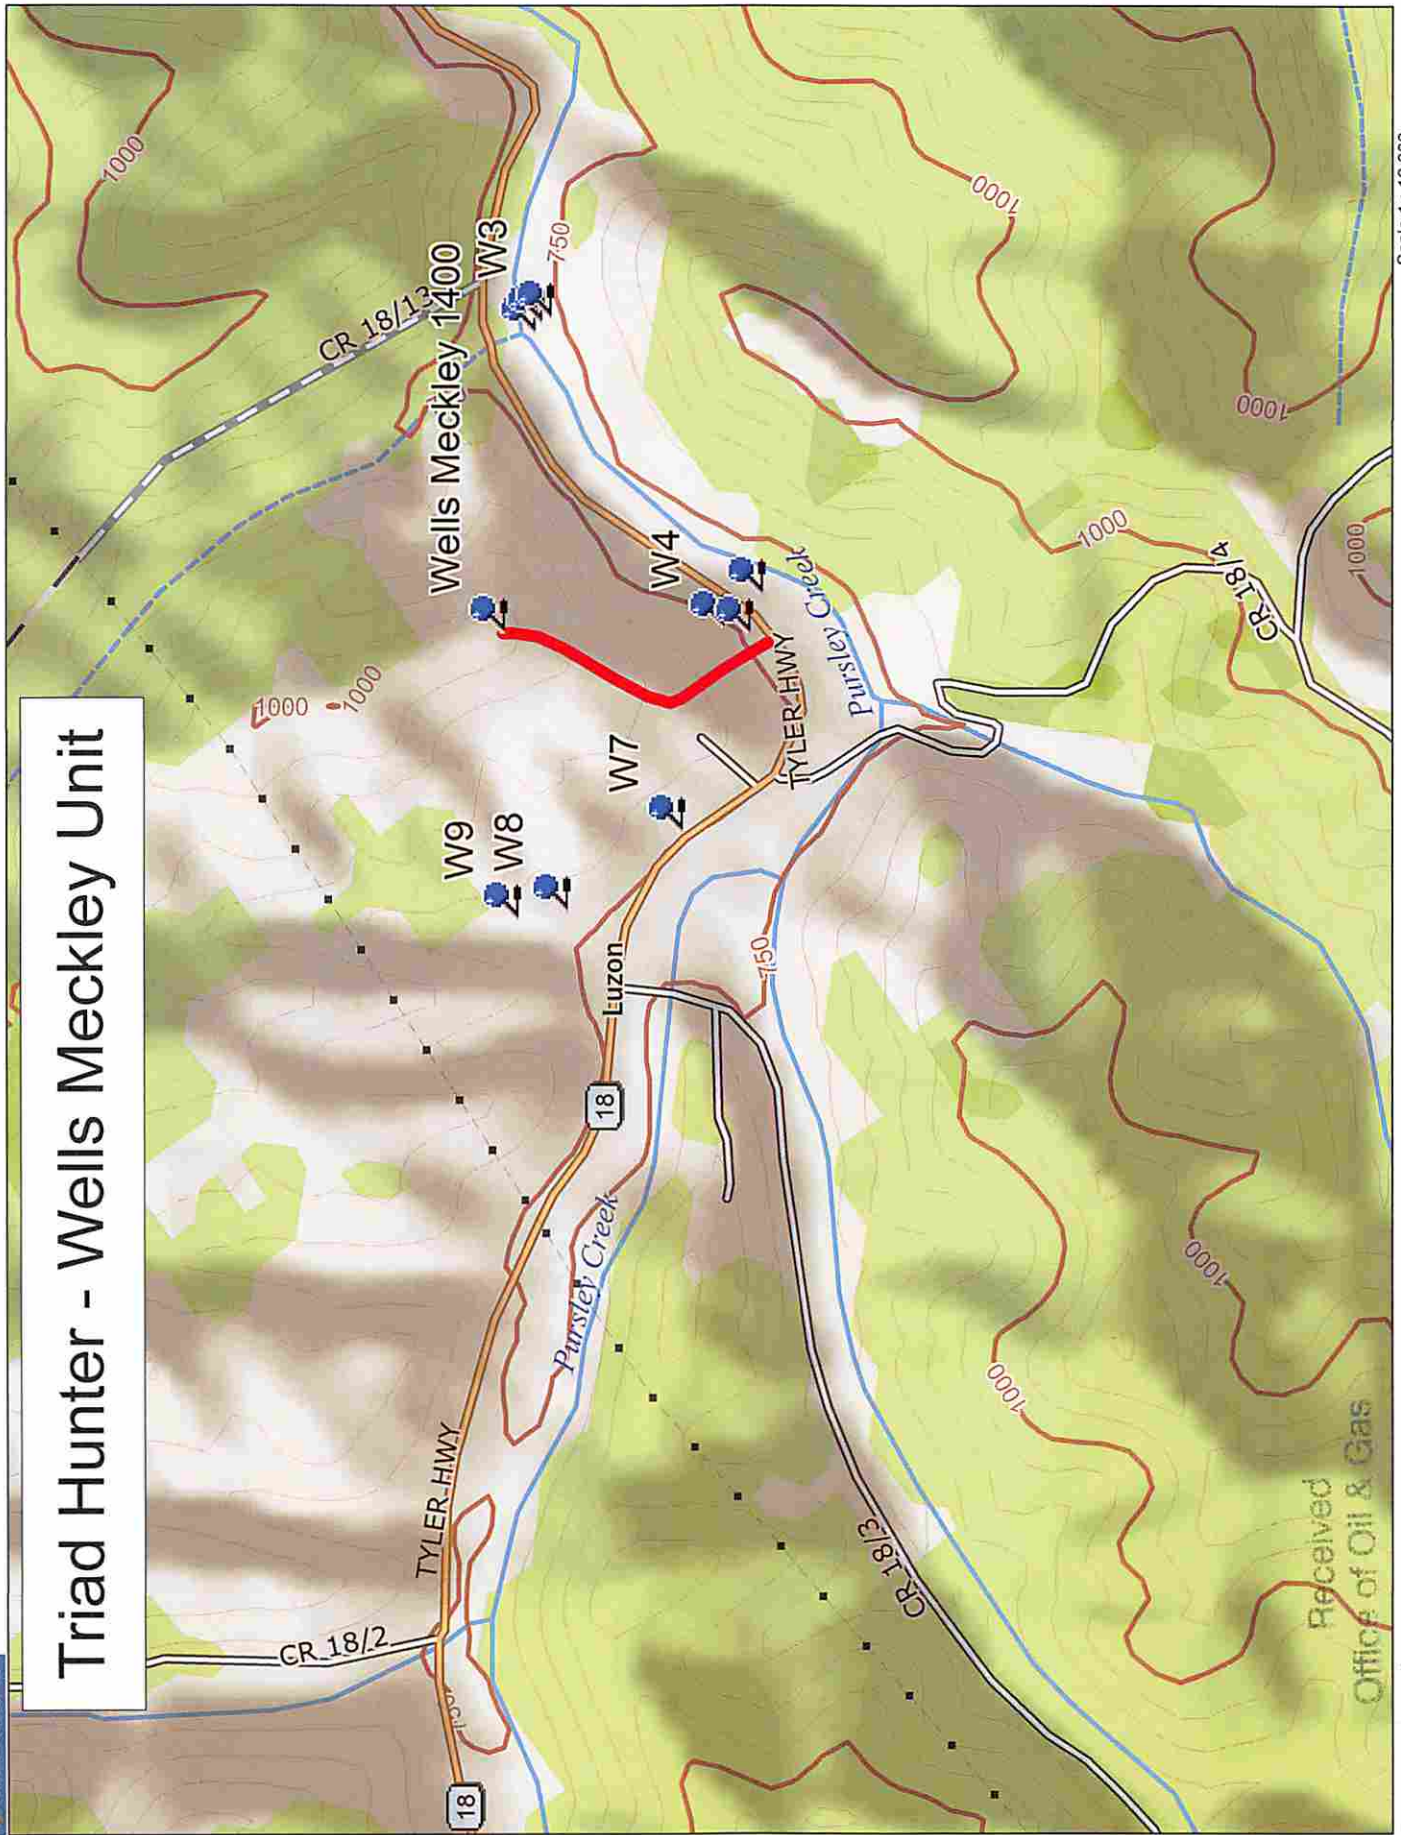 Triad Hunter - Wells Meckley Unit
CR 18/13
1000
1000
1000
Wells Meckley 1400
W3
750
1000
W9
W8
W7
W4
TYLER HWY
Pursley Creek
1000
1000
CR 18/4
1000
Luzon
18
750
Pursley Creek
TYLER HWY
CR 18/2
18
CR 18/3
1000
1000
Received
Office of Oil & Gas